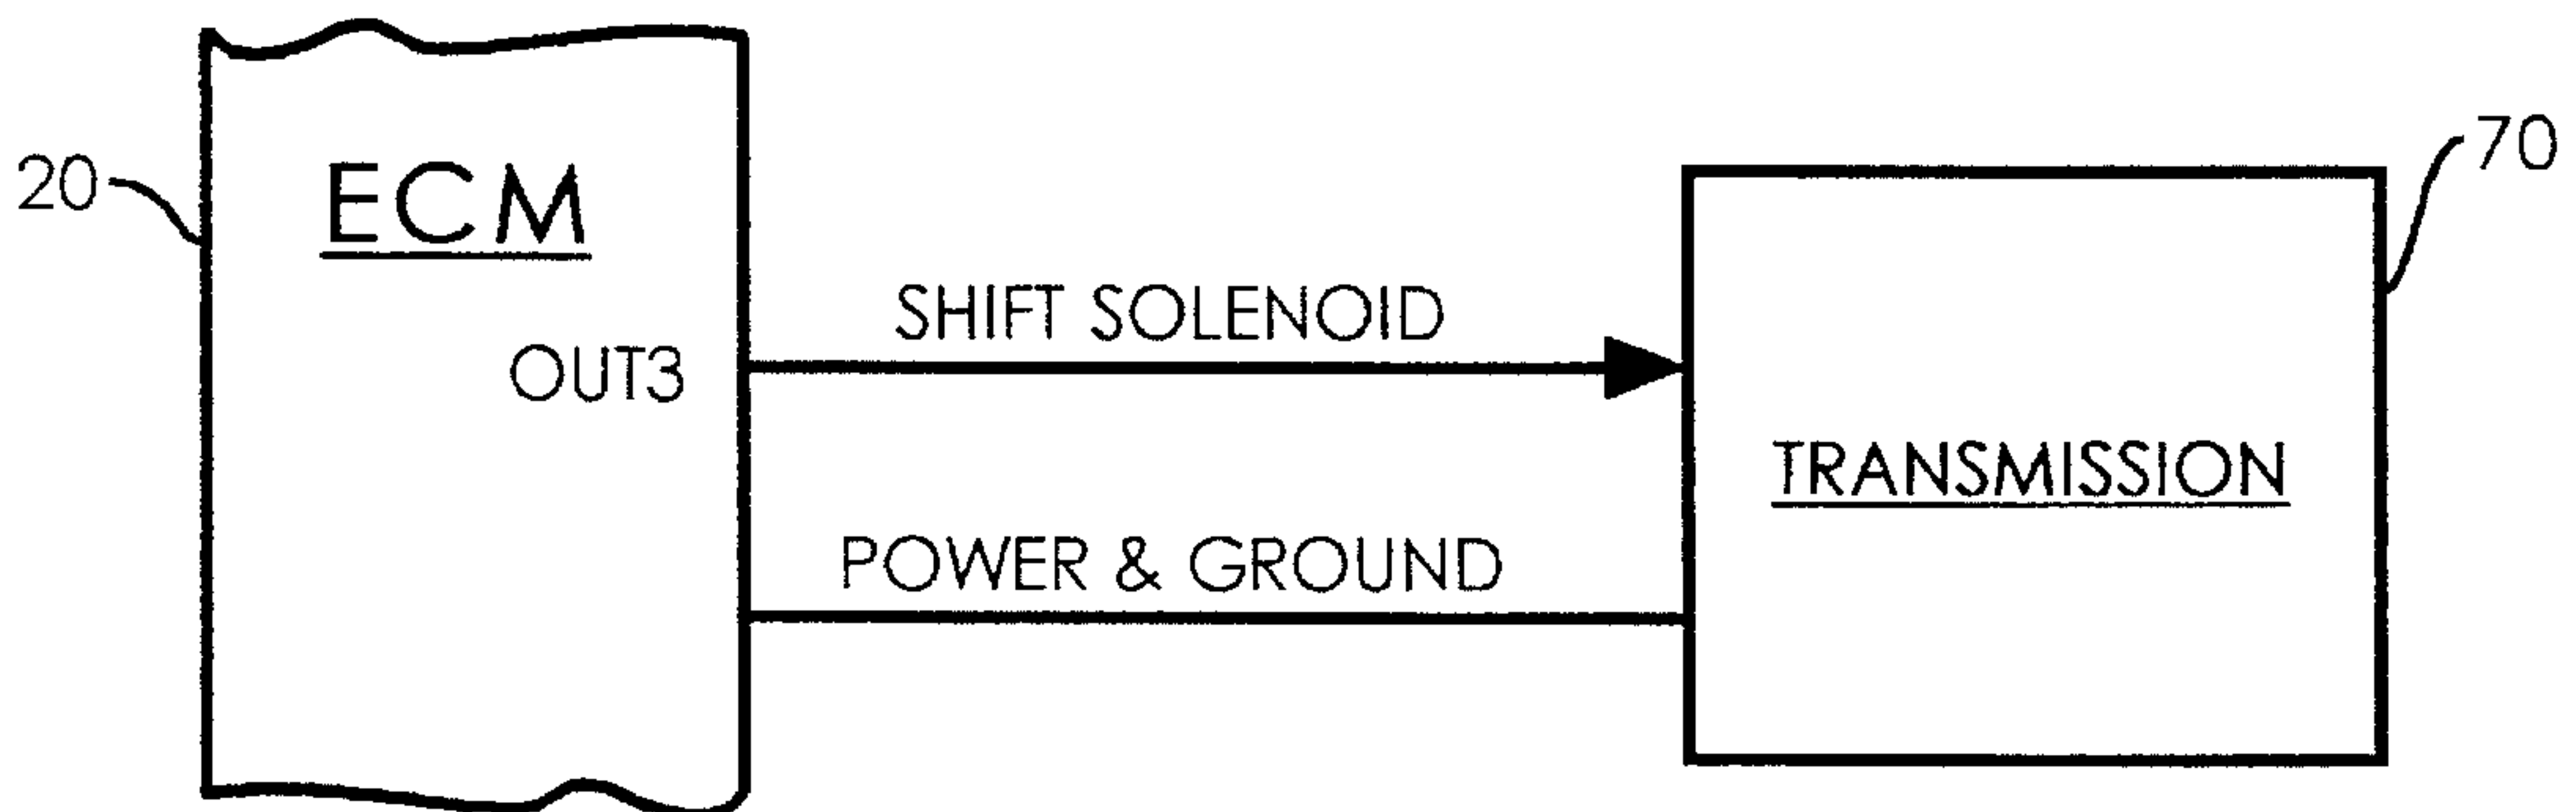 20
ECM
OUT3
SHIFT SOLENOID
POWER & GROUND
TRANSMISSION
70